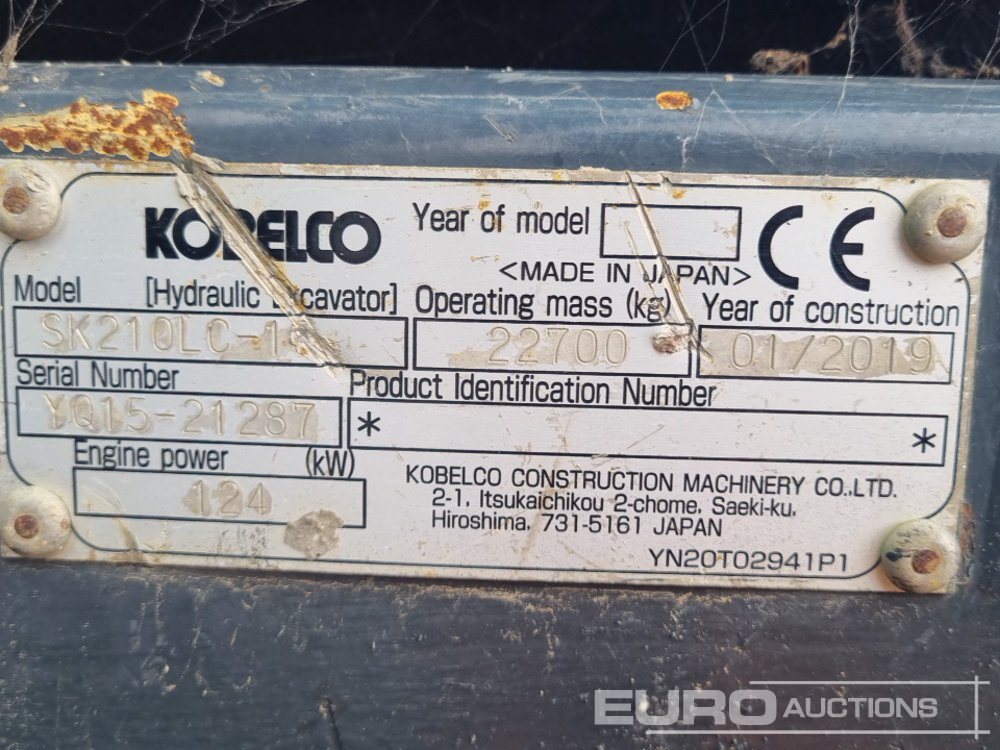 KOBELCO
Year of model
CE
<MADE IN JAPAN>
Model [Hydraulic Excavator]
Operating mass (kg)
Year of construction
22700
01/2019
Serial Number
YQ15-21287
Product Identification Number
* *
Engine power (kW)
124
KOBELCO CONSTRUCTION MACHINERY CO.,LTD.
2-1, Itsukaichikou 2-chome, Saeki-ku,
Hiroshima, 731-5161 JAPAN
YN20T02941P1
EURO AUCTIONS